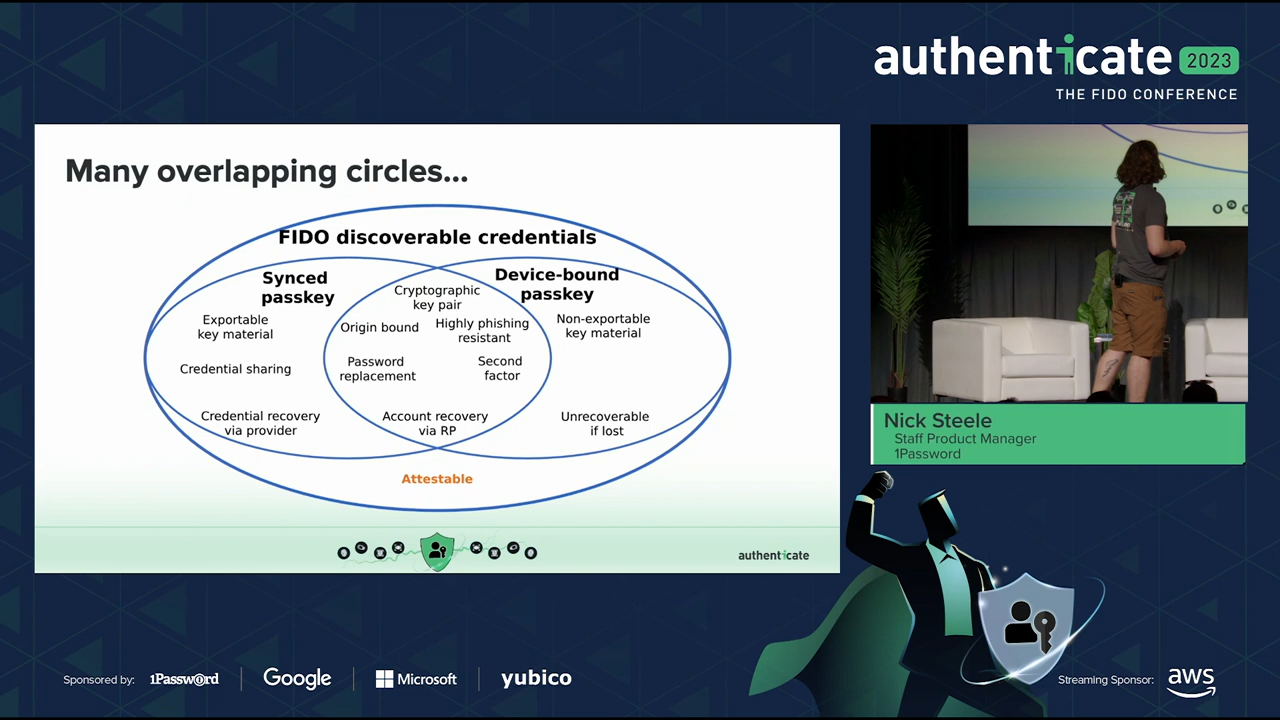 authenticate 2023
THE FIDO CONFERENCE
Many overlapping circles...
FIDO discoverable credentials
Synced
passkey
Device-bound
passkey
Cryptographic
key pair
Exportable
key material
Origin bound
Highly phishing
resistant
Non-exportable
key material
Credential sharing
Password
replacement
Second
factor
Credential recovery
via provider
Account recovery
via RP
Unrecoverable
if lost
Attestable
authenticate
Nick Steele
Staff Product Manager
1Password
Sponsored by: 1Password Google Microsoft yubico
Streaming Sponsor: aws